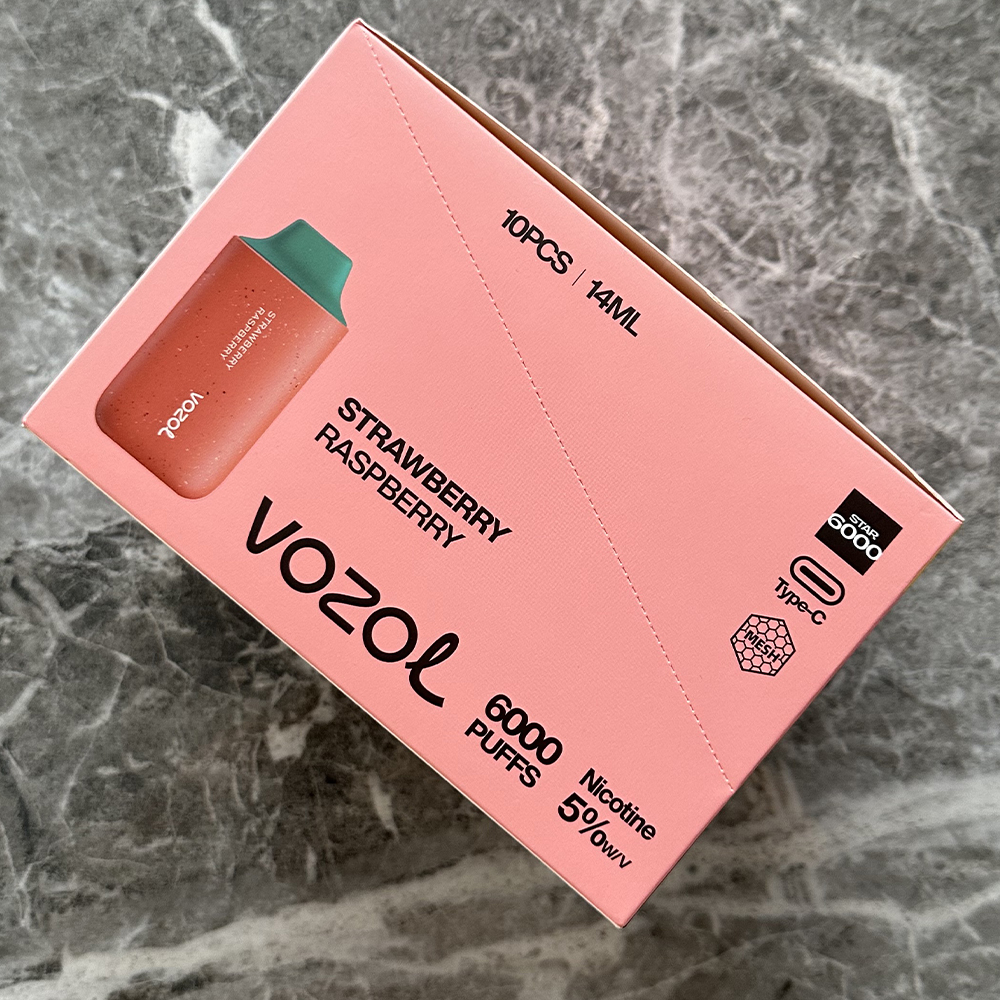 10PCS | 14ML
STRAWBERRY
RASPBERRY
VOZOL
STRAWBERRY
RASPBERRY
VOZOL
6000
PUFFS
Nicotine
5%W/V
STAR
6000
Type-C
MESH